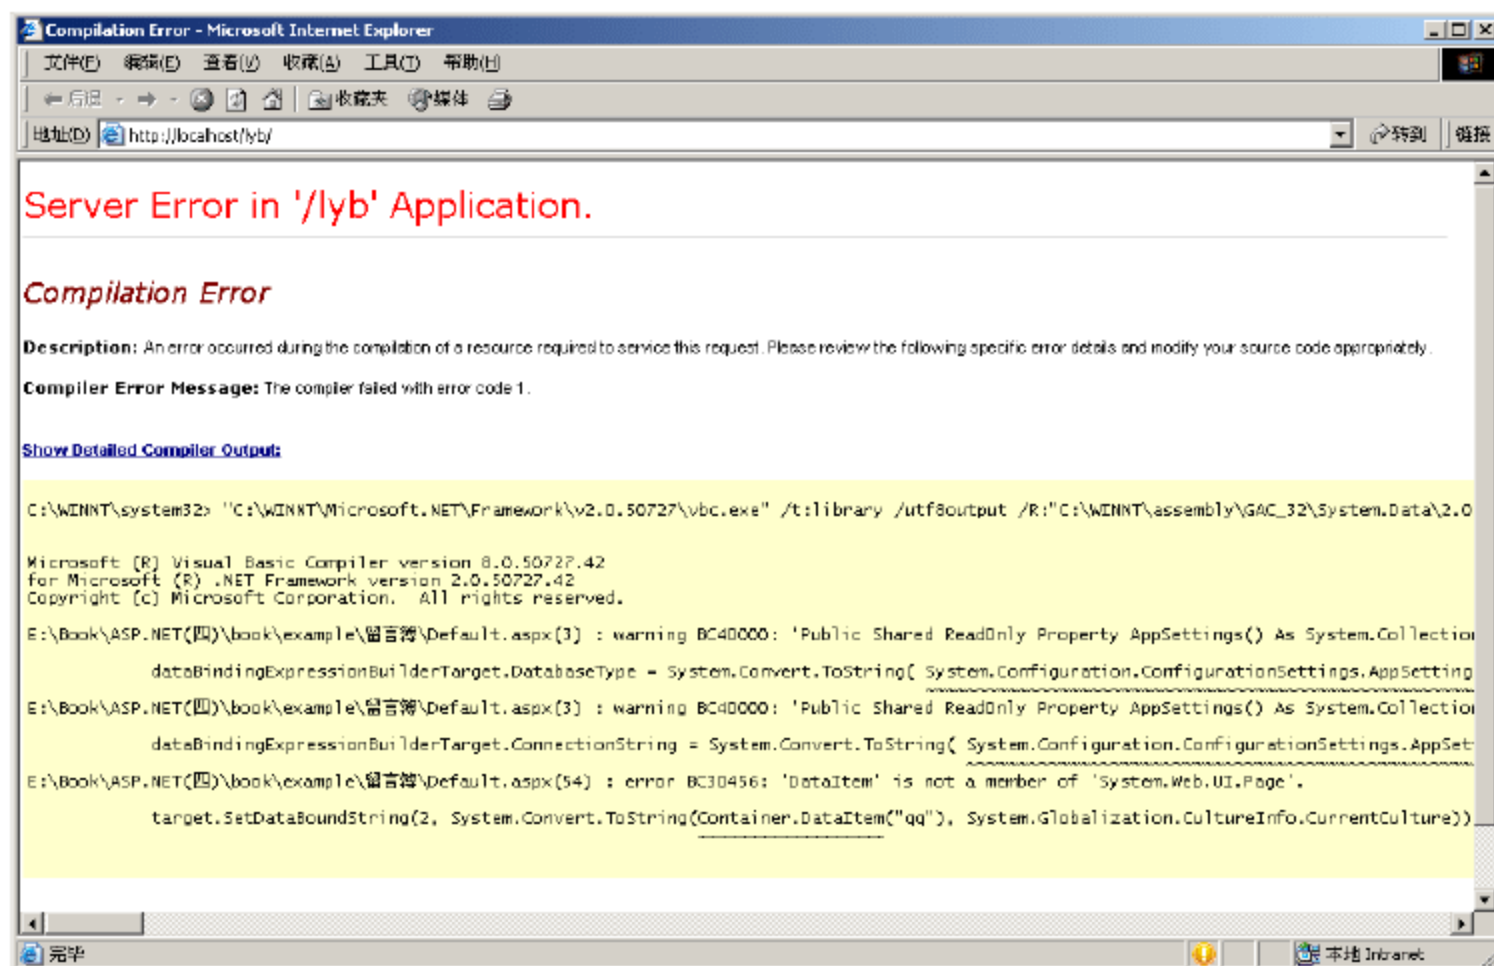 Compilation Error - Microsoft Internet Explorer
文件(F) 编辑(E) 查看(V) 收藏(A) 工具(T) 帮助(H)
后退 收藏夹 媒体
地址(D) http://localhost/lyb/ 转到 链接
Server Error in '/lyb' Application.
Compilation Error
Description: An error occurred during the compilation of a resource required to service this request. Please review the following specific error details and modify your source code appropriately.
Compiler Error Message: The compiler failed with error code 1.
Show Detailed Compiler Output:
C:\WINNT\system32> "C:\WINNT\Microsoft.NET\Framework\v2.0.50727\vbc.exe" /t:library /utf8output /R:"C:\WINNT\assembly\GAC_32\System.Data\2.0
Microsoft (R) Visual Basic Compiler version 8.0.50727.42
for Microsoft (R) .NET Framework version 2.0.50727.42
Copyright (c) Microsoft Corporation.  All rights reserved.
E:\Book\ASP.NET(四)\book\example\留言簿\Default.aspx(3) : warning BC40000: 'Public Shared ReadOnly Property AppSettings() As System.Collection
dataBindingExpressionBuilderTarget.DatabaseType = System.Convert.ToString( System.Configuration.ConfigurationSettings.AppSetting
E:\Book\ASP.NET(四)\book\example\留言簿\Default.aspx(3) : warning BC40000: 'Public Shared ReadOnly Property AppSettings() As System.Collection
dataBindingExpressionBuilderTarget.ConnectionString = System.Convert.ToString( System.Configuration.ConfigurationSettings.AppSet
E:\Book\ASP.NET(四)\book\example\留言簿\Default.aspx(54) : error BC30456: 'DataItem' is not a member of 'System.Web.UI.Page'.
target.SetDataBoundString(2, System.Convert.ToString(Container.DataItem("qq"), System.Globalization.CultureInfo.CurrentCulture))
完毕 本地 Intranet